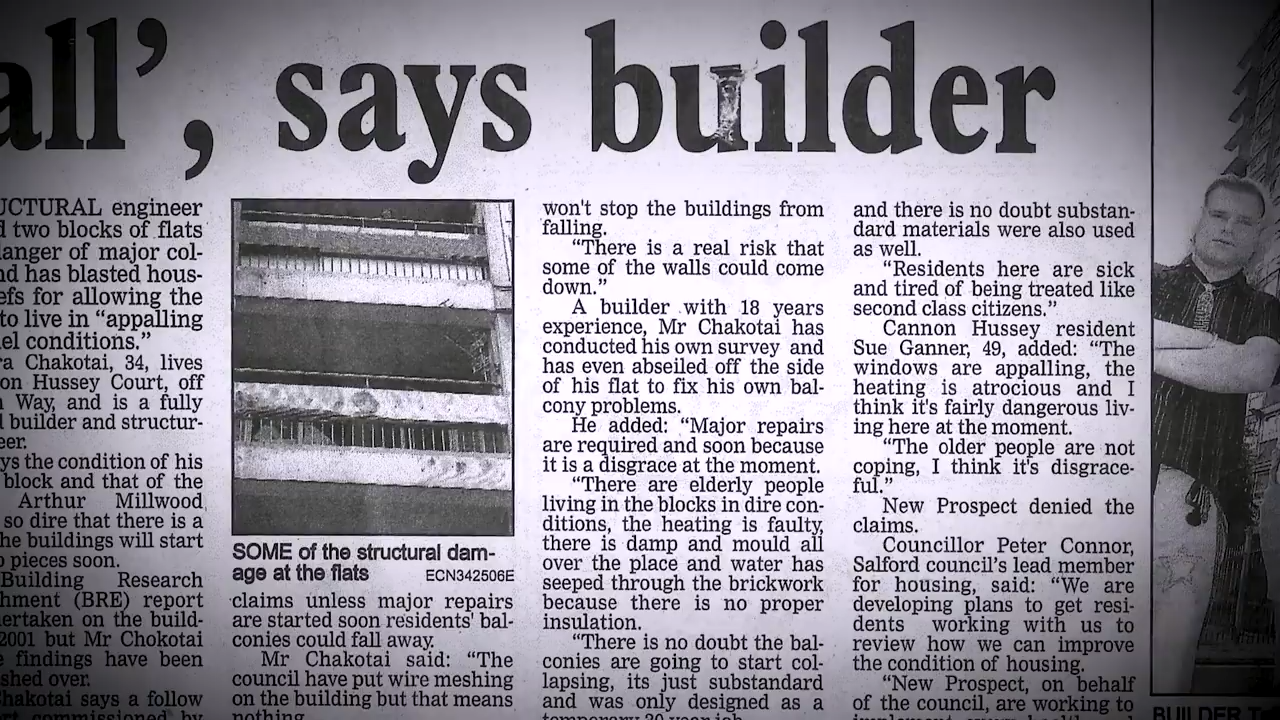 all’, says builder
UCTURAL engineer
d two blocks of flats
danger of major col-
nd has blasted hous-
efs for allowing the
to live in “appalling
el conditions.”
ra Chakotai, 34, lives
on Hussey Court, off
Way, and is a fully
d builder and structur-
eer.
ys the condition of his
block and that of the
Arthur Millwood
so dire that there is a
he buildings will start
o pieces soon.
Building Research
hment (BRE) report
ertaken on the build-
2001 but Mr Chokotai
e findings have been
shed over.
Chakotai says a follow
rt commissioned by
SOME of the structural dam-
age at the flats ECN342506E
claims unless major repairs
are started soon residents' bal-
conies could fall away.
Mr Chakotai said: “The
council have put wire meshing
on the building but that means
nothing
won't stop the buildings from
falling.
“There is a real risk that
some of the walls could come
down.”
A builder with 18 years
experience, Mr Chakotai has
conducted his own survey and
has even abseiled off the side
of his flat to fix his own bal-
cony problems.
He added: “Major repairs
are required and soon because
it is a disgrace at the moment.
“There are elderly people
living in the blocks in dire con-
ditions, the heating is faulty,
there is damp and mould all
over the place and water has
seeped through the brickwork
because there is no proper
insulation.
“There is no doubt the bal-
conies are going to start col-
lapsing, its just substandard
and was only designed as a
temporary 20 year job
and there is no doubt substan-
dard materials were also used
as well.
“Residents here are sick
and tired of being treated like
second class citizens.”
Cannon Hussey resident
Sue Ganner, 49, added: “The
windows are appalling, the
heating is atrocious and I
think it's fairly dangerous liv-
ing here at the moment.
“The older people are not
coping, I think it's disgrace-
ful.”
New Prospect denied the
claims.
Councillor Peter Connor,
Salford council's lead member
for housing, said: “We are
developing plans to get resi-
dents working with us to
review how we can improve
the condition of housing.
“New Prospect, on behalf
of the council, are working to
BUILDER